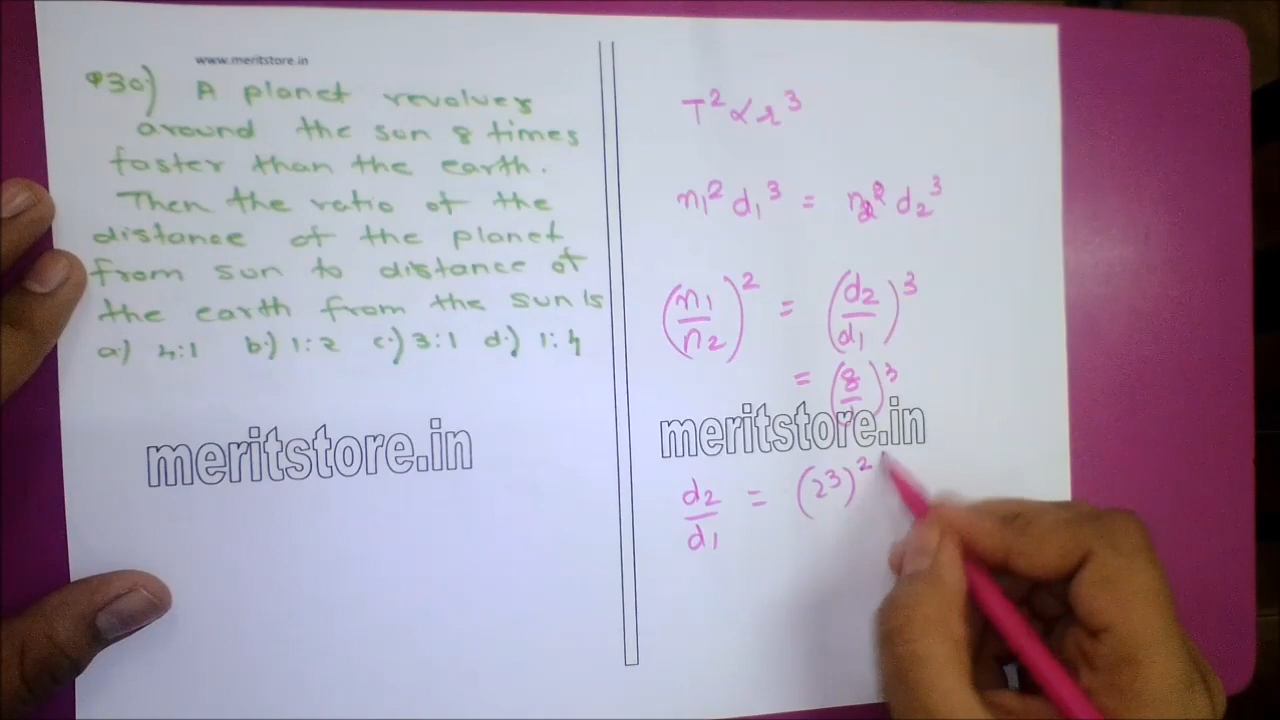 www.meritstore.in
Q30.) A planet revolves
around the sun 8 times
faster than the earth.
Then the ratio of the
distance of the planet
from sun to distance of
the earth from the sun is
a.) 4:1 b.) 1:2 c.) 3:1 d.) 1:4
meritstore.in
T² ∝ r³
n₁² d₁³ = n₂² d₂³
(n₁/n₂)² = (d₂/d₁)³
= (8/)³
meritstore.in
d₂/d₁ = (2³)²